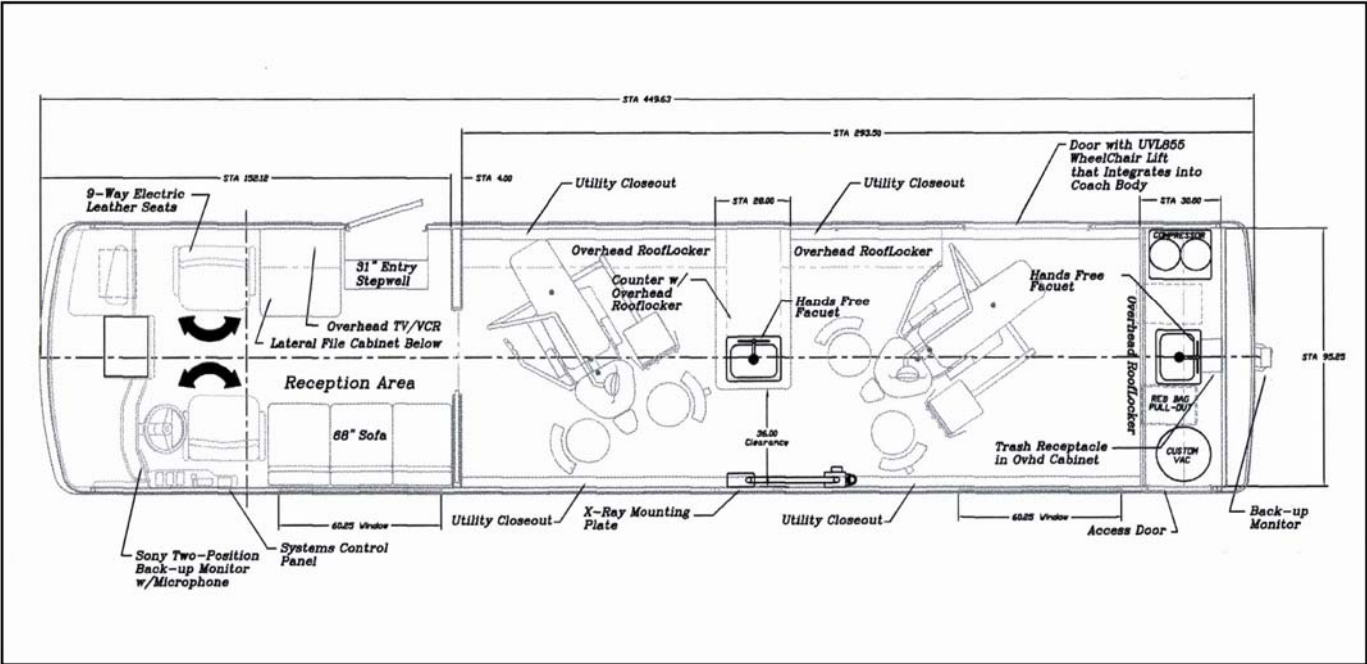 STA 449.63
STA 293.50
Door with UVL855
WheelChair Lift
that Integrates into
Coach Body
STA 152.12
STA 4.00
Utility Closeout
Utility Closeout
9-Way Electric
Leather Seats
STA 28.00
STA 30.00
COMPRESSOR
Overhead RoofLocker
Overhead RoofLocker
31" Entry
Stepwell
Counter w/
Overhead
Rooflocker
Hands Free
Facuet
Hands Free
Facuet
Overhead TV/VCR
Lateral File Cabinet Below
Overhead RoofLocker
STA 95.25
Reception Area
RED BAG
PULL-OUT
88" Sofa
36.00
Clearance
Trash Receptacle
in Ovhd Cabinet
CUSTOM
VAC
60.25 Window
Utility Closeout
X-Ray Mounting
Plate
Utility Closeout
60.25 Window
Access Door
Back-up
Monitor
Sony Two-Position
Back-up Monitor
w/Microphone
Systems Control
Panel